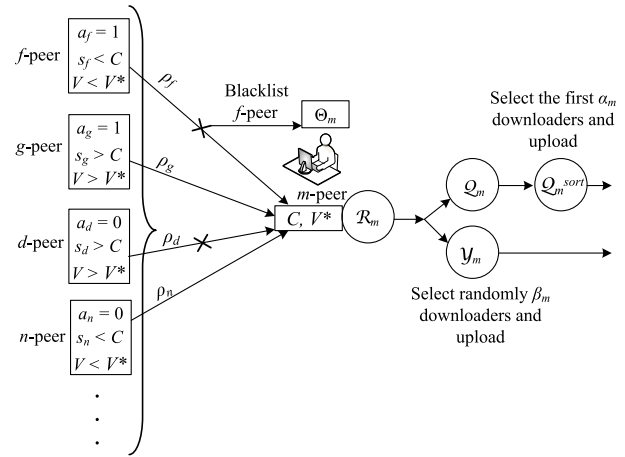 f-peer
a_f = 1
s_f < C
V < V*
ρ_f
Blacklist
f-peer
Θ_m
g-peer
a_g = 1
s_g > C
V > V*
ρ_g
m-peer
C, V*
ℛ_m
d-peer
a_d = 0
s_d > C
V > V*
ρ_d
n-peer
a_n = 0
s_n < C
V < V*
ρ_n
Select the first α_m
downloaders and
upload
𝒬_m
𝒬_m^sort
𝒴_m
Select randomly β_m
downloaders and
upload